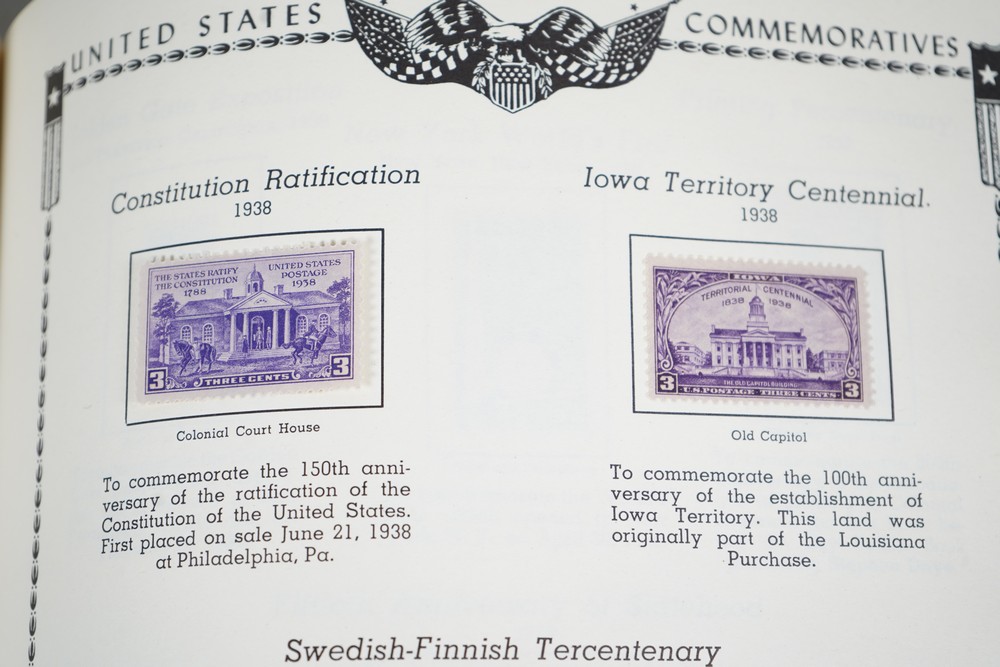 UNITED STATES COMMEMORATIVES
Constitution Ratification
1938
THE STATES RATIFY
THE CONSTITUTION
1788
UNITED STATES
POSTAGE
1938
3 THREE CENTS 3
Colonial Court House
To commemorate the 150th anni-
versary of the ratification of the
Constitution of the United States.
First placed on sale June 21, 1938
at Philadelphia, Pa.
Iowa Territory Centennial.
1938
IOWA
TERRITORIAL CENTENNIAL
1838 1938
THE OLD CAPITOL BUILDING
3 U.S. POSTAGE THREE CENTS 3
Old Capitol
To commemorate the 100th anni-
versary of the establishment of
Iowa Territory. This land was
originally part of the Louisiana
Purchase.
Swedish-Finnish Tercentenary